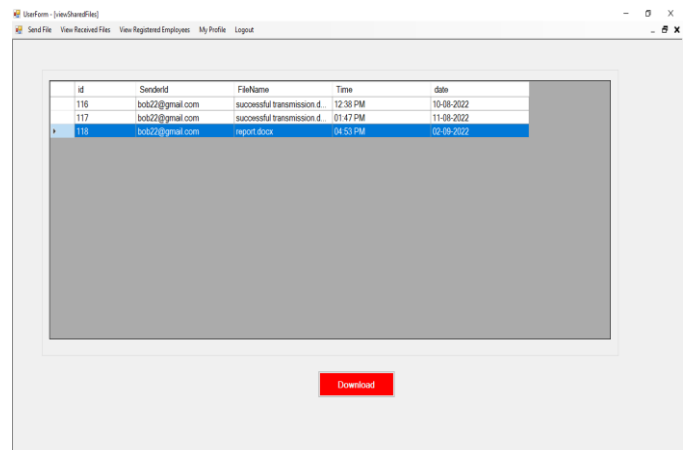 UserForm - [viewSharedFiles]
Send File View Received Files View Registered Employees My Profile Logout
id SenderId FileName Time date
116 bob22@gmail.com successful transmission.d... 12:38 PM 10-08-2022
117 bob22@gmail.com successful transmission.d... 01:47 PM 11-08-2022
118 bob22@gmail.com report.docx 04:53 PM 02-09-2022
Download